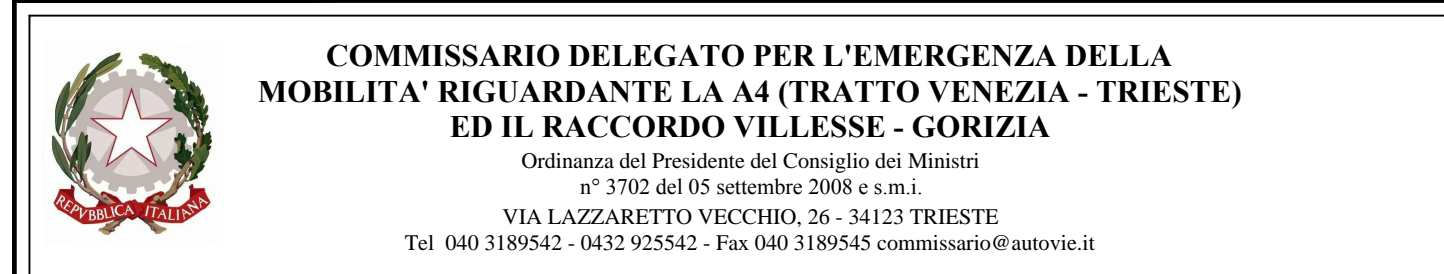 COMMISSARIO DELEGATO PER L'EMERGENZA DELLA
MOBILITA' RIGUARDANTE LA A4 (TRATTO VENEZIA - TRIESTE)
ED IL RACCORDO VILLESSE - GORIZIA
Ordinanza del Presidente del Consiglio dei Ministri
n° 3702 del 05 settembre 2008 e s.m.i.
VIA LAZZARETTO VECCHIO, 26 - 34123 TRIESTE
Tel 040 3189542 - 0432 925542 - Fax 040 3189545 commissario@autovie.it
REPVBBLICA ITALIANA